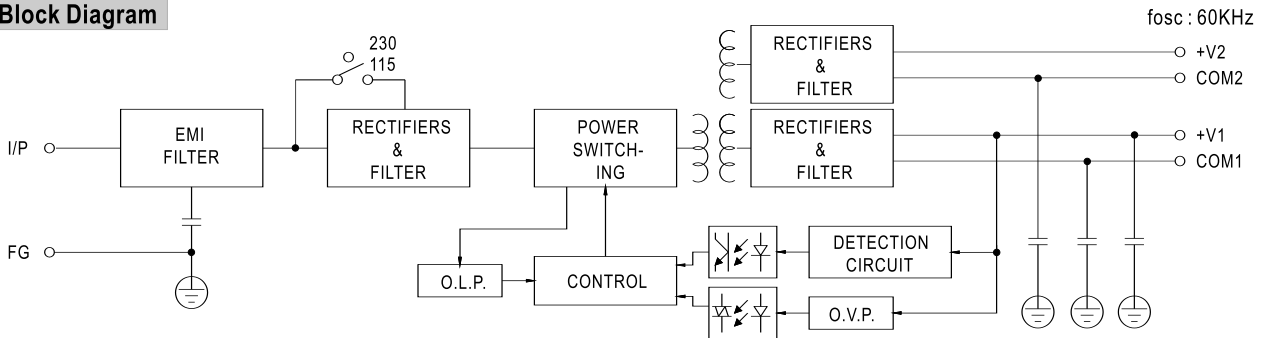 Block Diagram
fosc : 60KHz
230
115
I/P
EMI
FILTER
RECTIFIERS
&
FILTER
POWER
SWITCH-
ING
RECTIFIERS
&
FILTER
+V2
COM2
RECTIFIERS
&
FILTER
+V1
COM1
FG
O.L.P.
CONTROL
DETECTION
CIRCUIT
O.V.P.